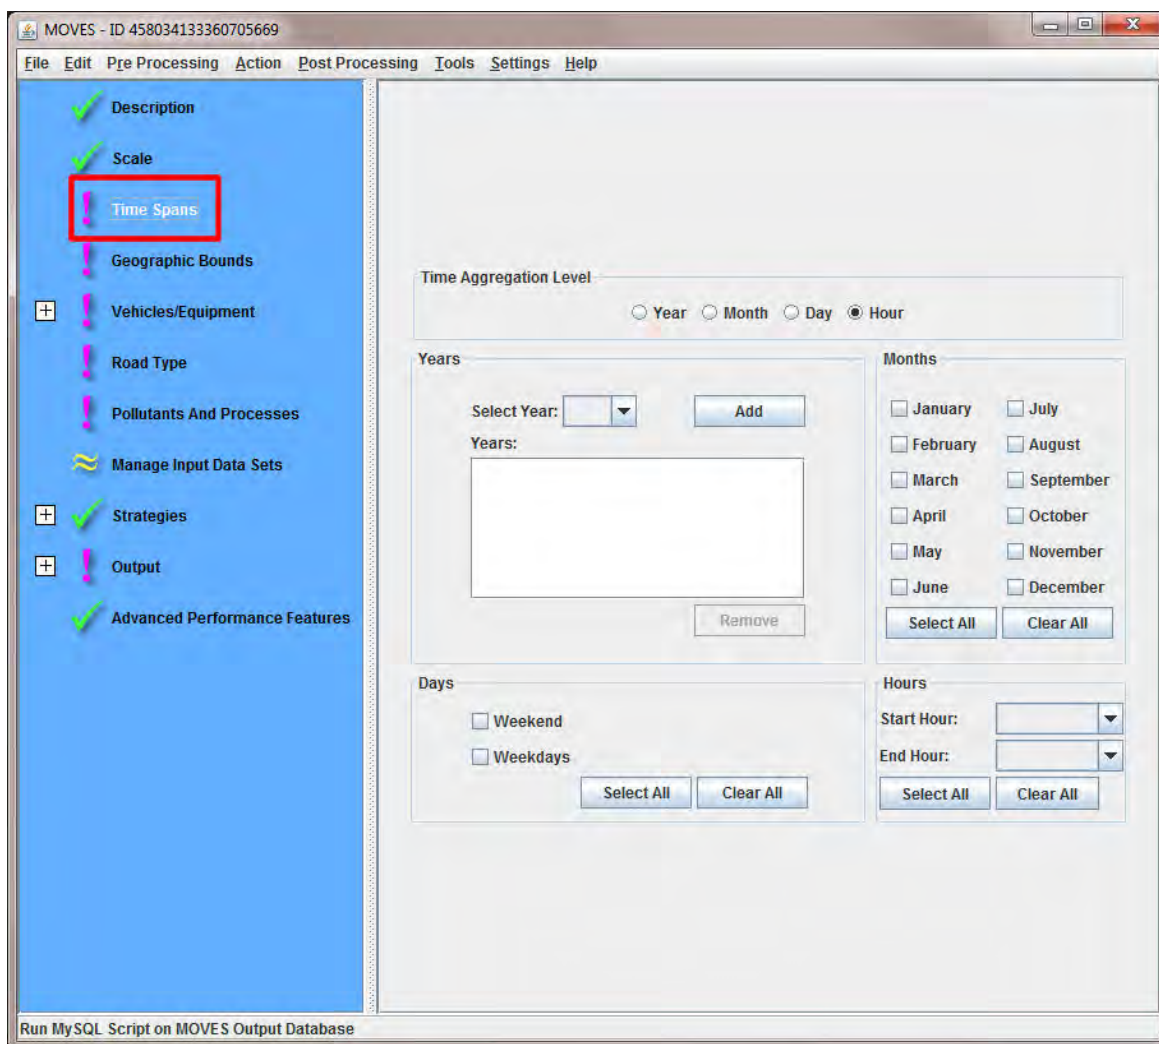 MOVES - ID 458034133360705669
File Edit Pre Processing Action Post Processing Tools Settings Help
Description
Scale
Time Spans
Geographic Bounds
Vehicles/Equipment
Road Type
Pollutants And Processes
Manage Input Data Sets
Strategies
Output
Advanced Performance Features
Time Aggregation Level
Year Month Day Hour
Years
Select Year: Add
Years:
Remove
Months
January July
February August
March September
April October
May November
June December
Select All Clear All
Days
Weekend
Weekdays
Select All Clear All
Hours
Start Hour:
End Hour:
Select All Clear All
Run MySQL Script on MOVES Output Database